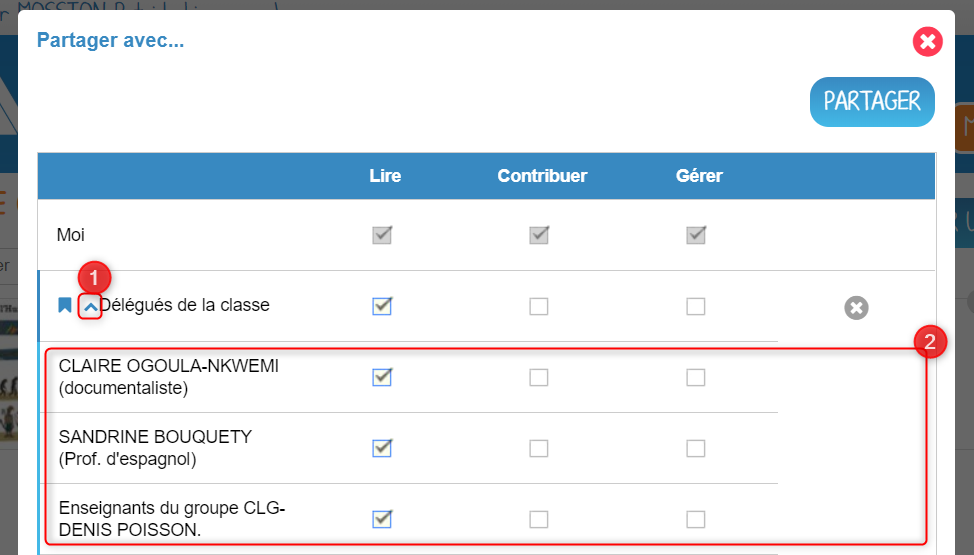 Partager avec...
PARTAGER
Lire Contribuer Gérer
Moi
1
Délégués de la classe
2
CLAIRE OGOULA-NKWEMI
(documentaliste)
SANDRINE BOUQUETY
(Prof. d'espagnol)
Enseignants du groupe CLG-
DENIS POISSON.